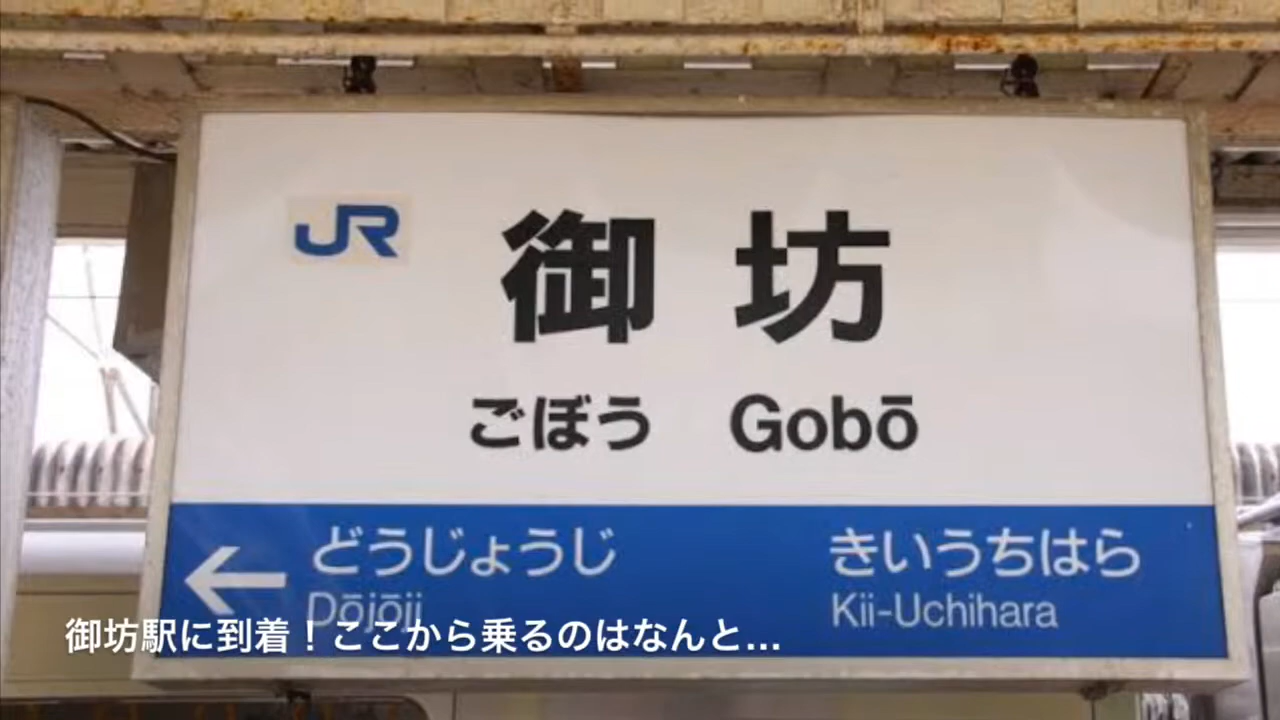 JR
御坊
ごぼう Gobō
どうじょうじ きいうちはら
Dōjōji Kii-Uchihara
御坊駅に到着！ここから乗るのはなんと...